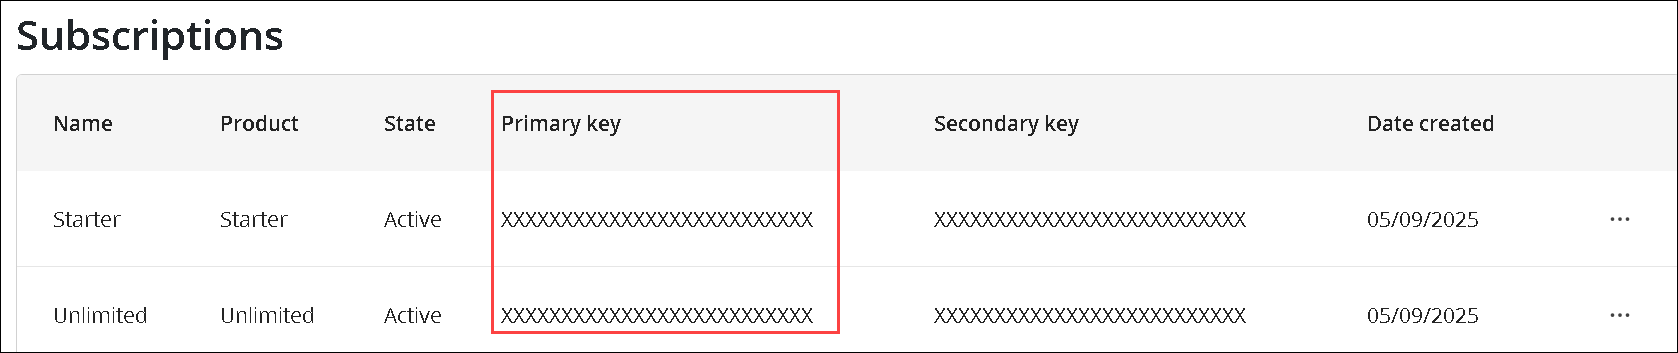 Subscriptions
Name Product State Primary key Secondary key Date created
Starter Starter Active XXXXXXXXXXXXXXXXXXXXXXXXXX XXXXXXXXXXXXXXXXXXXXXXXXXX 05/09/2025 ...
Unlimited Unlimited Active XXXXXXXXXXXXXXXXXXXXXXXXXX XXXXXXXXXXXXXXXXXXXXXXXXXX 05/09/2025 ...